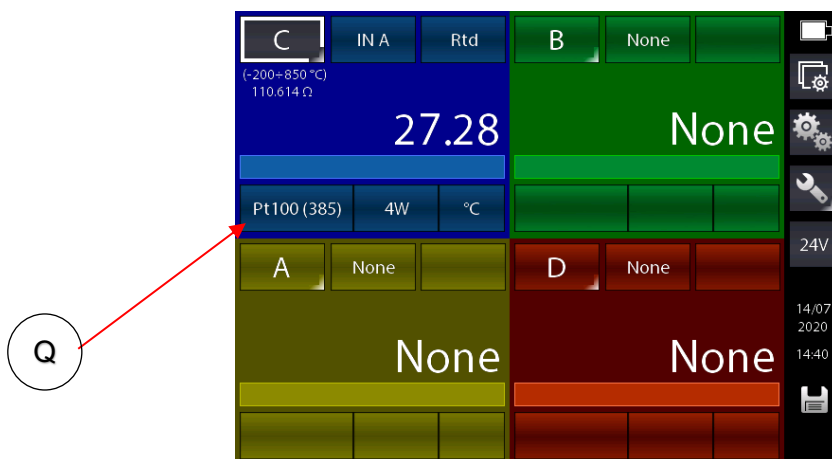 C IN A Rtd
(-200÷850 °C)
110.614 Ω
27.28
Pt100 (385) 4W °C
B None
None
A None
None
D None
None
24V
14/07
2020
14:40
Q